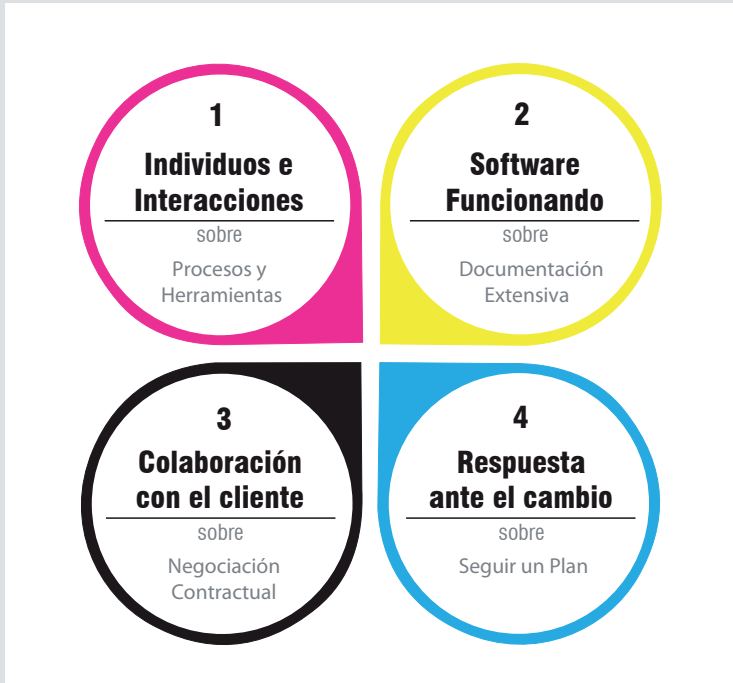 1
Individuos e
Interacciones
sobre
Procesos y
Herramientas
2
Software
Funcionando
sobre
Documentación
Extensiva
3
Colaboración
con el cliente
sobre
Negociación
Contractual
4
Respuesta
ante el cambio
sobre
Seguir un Plan